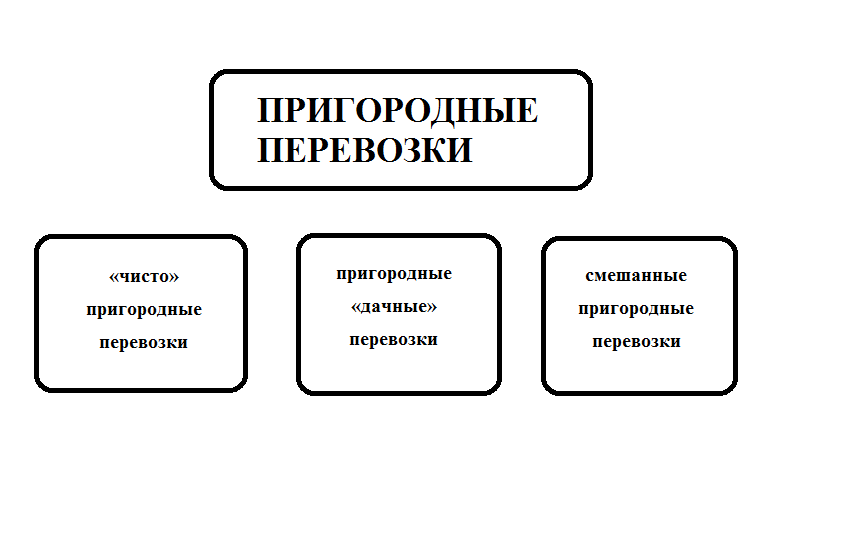 ПРИГОРОДНЫЕ
ПЕРЕВОЗКИ
«чисто»
пригородные
перевозки
пригородные
«дачные»
перевозки
смешанные
пригородные
перевозки